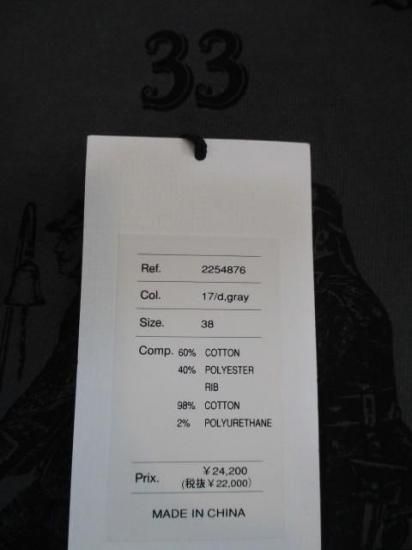 33
Ref. 2254876
Col. 17/d,gray
Size. 38
Comp. 60% COTTON
40% POLYESTER
RIB
98% COTTON
2% POLYURETHANE
Prix. ¥24,200
(税抜¥22,000)
MADE IN CHINA